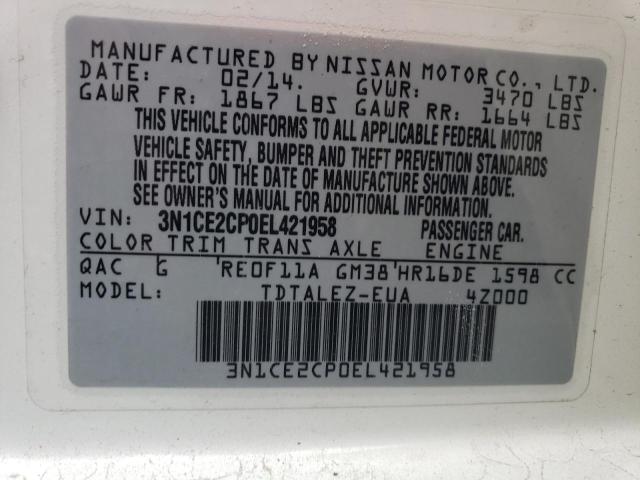 MANUFACTURED BY NISSAN MOTOR CO., LTD.
DATE: 02/14. GVWR: 3470 LBS
GAWR FR: 1867 LBS GAWR RR: 1664 LBS
THIS VEHICLE CONFORMS TO ALL APPLICABLE FEDERAL MOTOR
VEHICLE SAFETY, BUMPER AND THEFT PREVENTION STANDARDS
IN EFFECT ON THE DATE OF MANUFACTURE SHOWN ABOVE.
SEE OWNER'S MANUAL FOR ADDITIONAL INFORMATION.
VIN: 3N1CE2CP0EL421958 PASSENGER CAR.
COLOR TRIM TRANS AXLE ENGINE
QAC G 'RE0F11A GM38'HR16DE 1598 CC
MODEL: TDTALEZ-EUA 4Z000
3N1CE2CP0EL421958